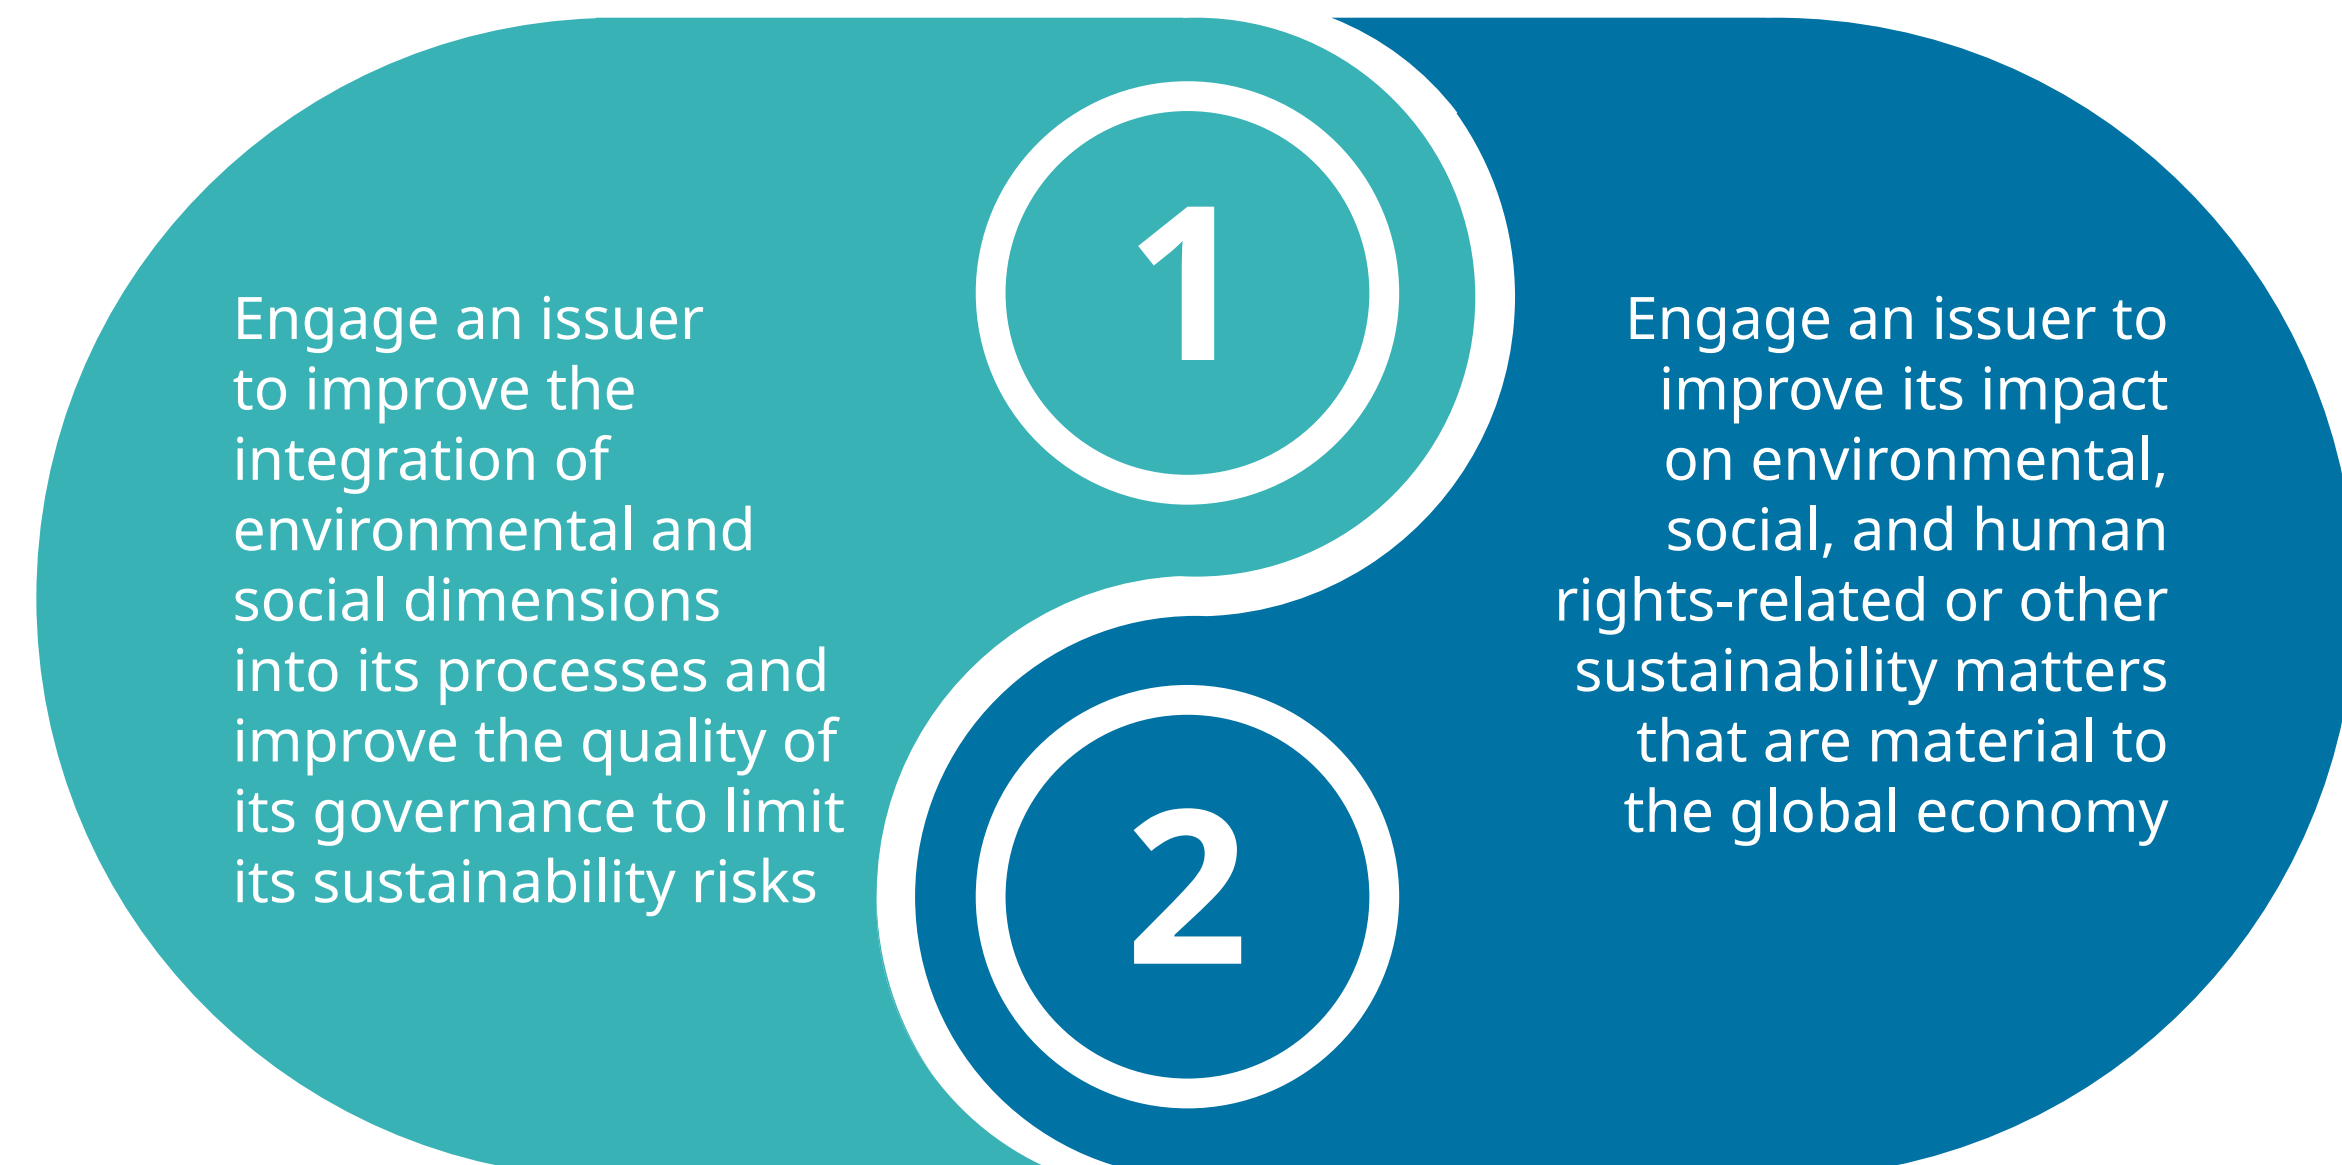 1
Engage an issuer
to improve the
integration of
environmental and
social dimensions
into its processes and
improve the quality of
its governance to limit
its sustainability risks
2
Engage an issuer to
improve its impact
on environmental,
social, and human
rights-related or other
sustainability matters
that are material to
the global economy